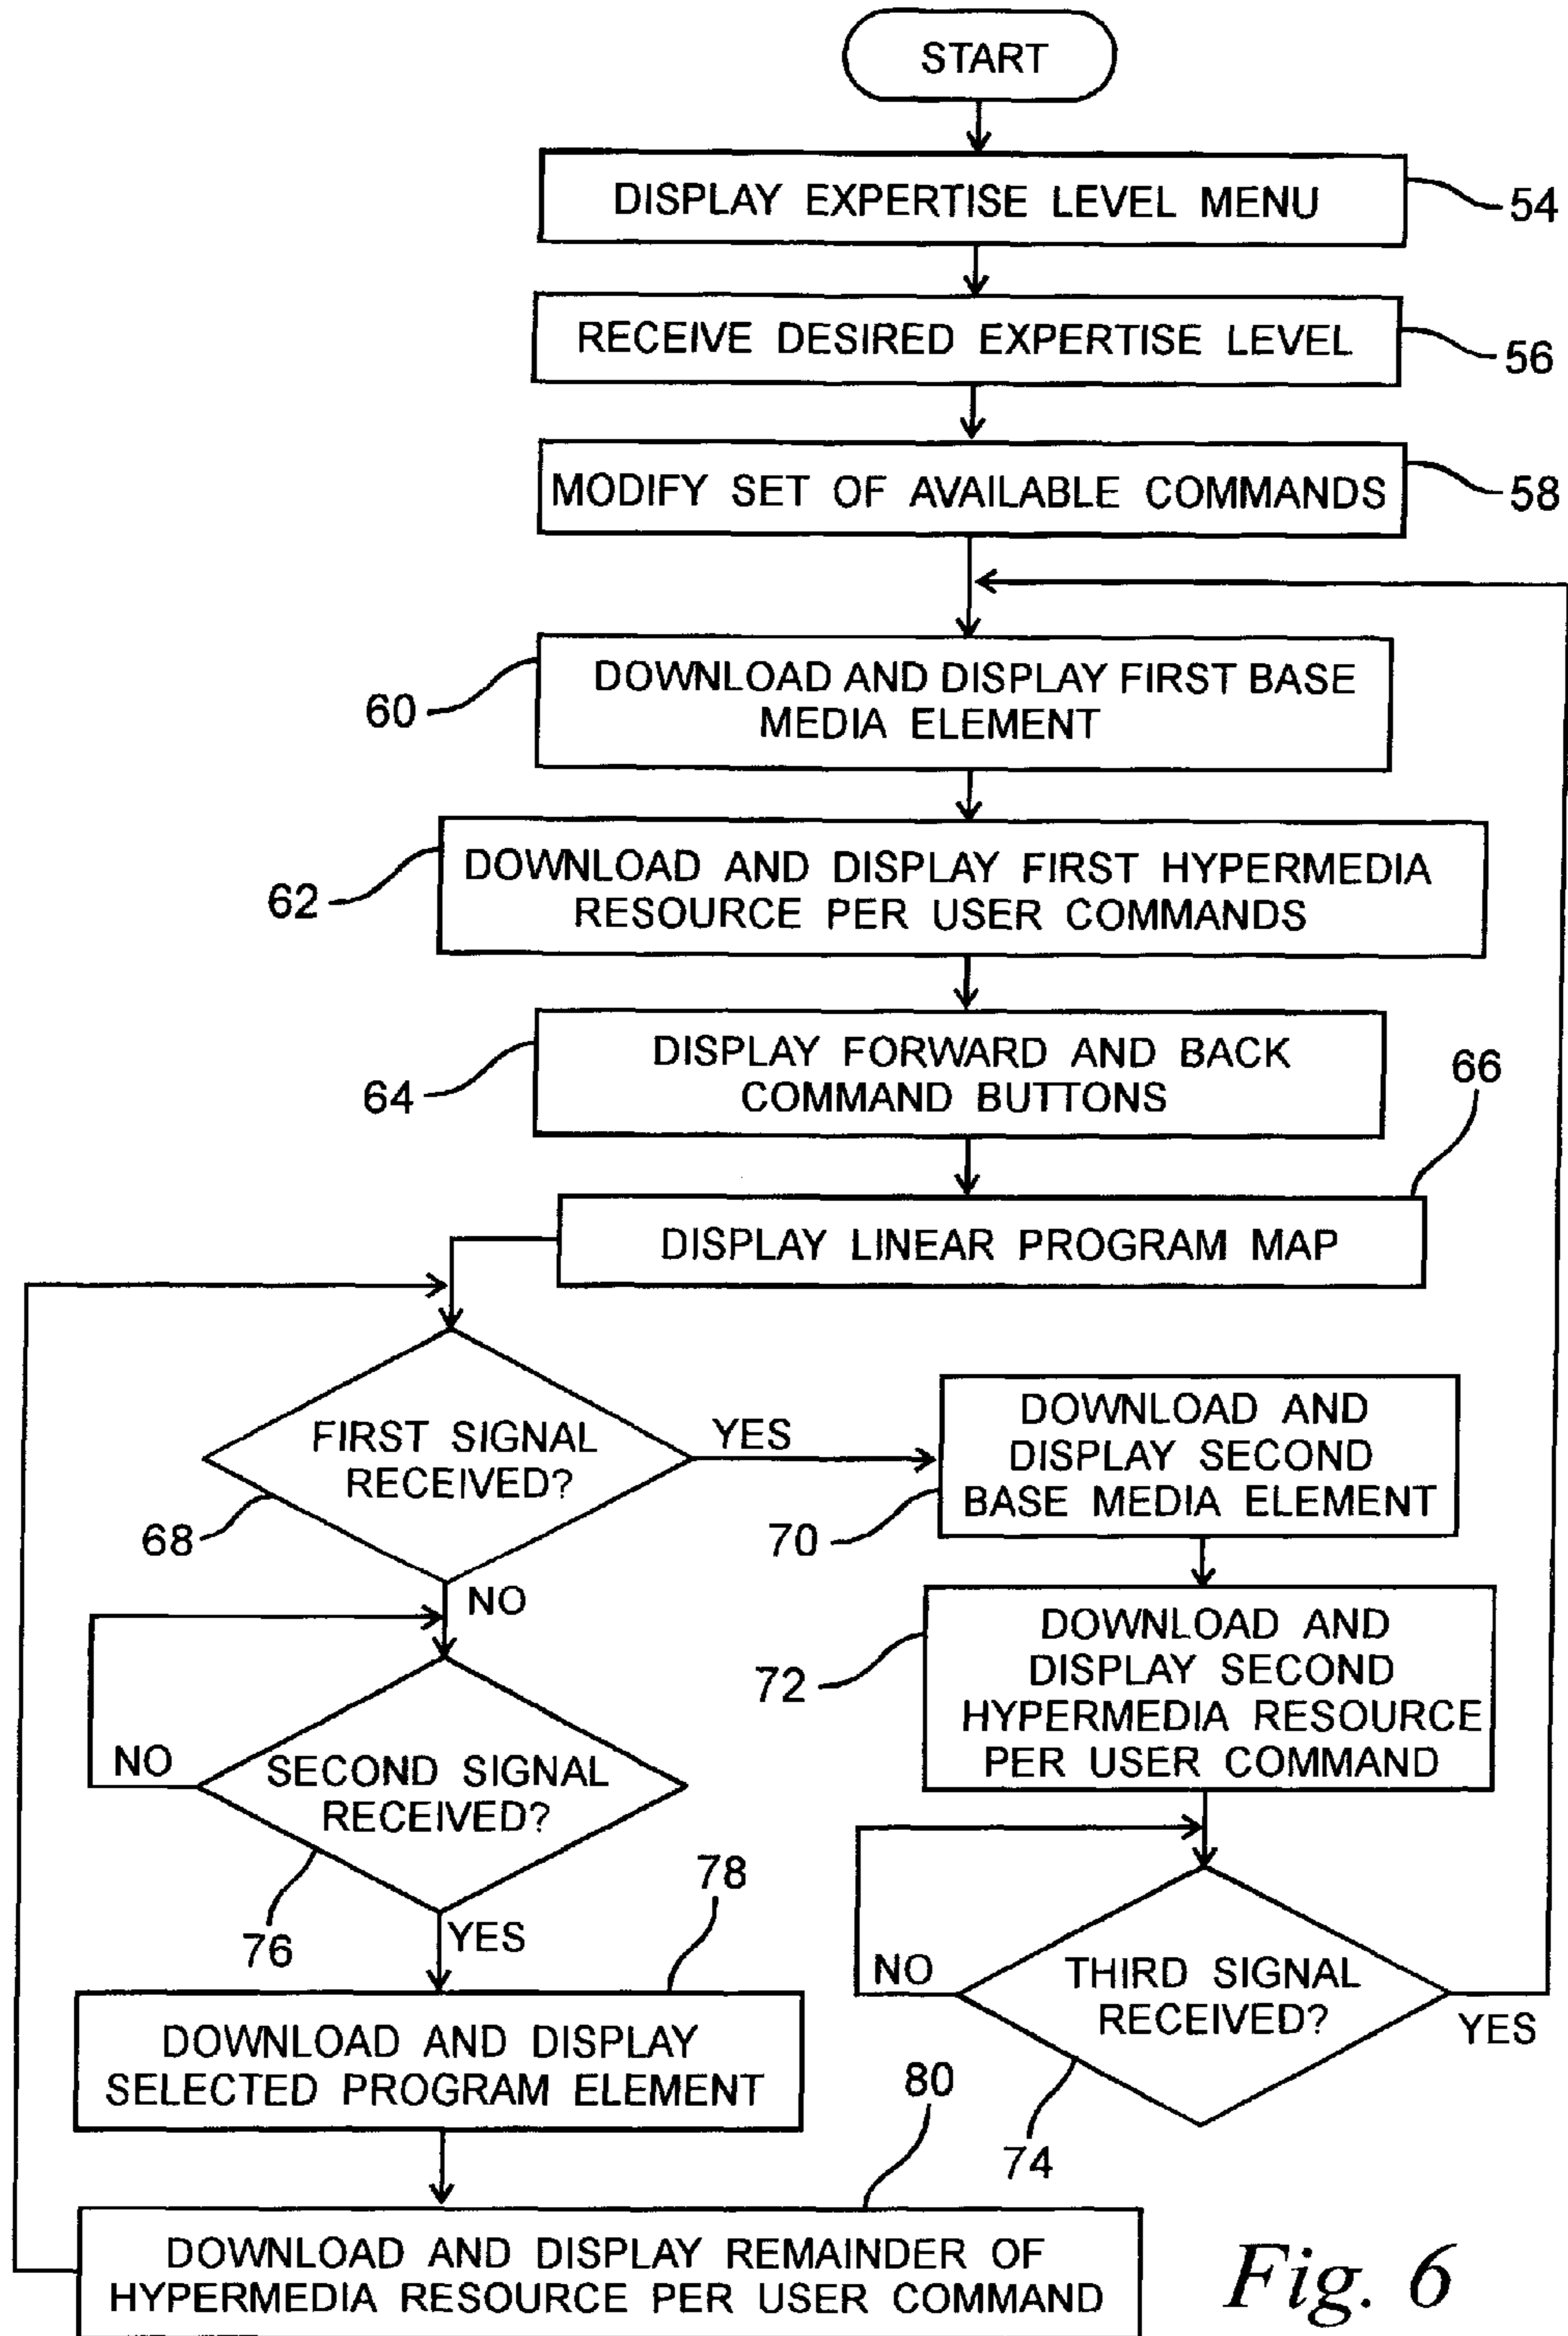 START
DISPLAY EXPERTISE LEVEL MENU
54
RECEIVE DESIRED EXPERTISE LEVEL
56
MODIFY SET OF AVAILABLE COMMANDS
58
DOWNLOAD AND DISPLAY FIRST BASE
MEDIA ELEMENT
60
DOWNLOAD AND DISPLAY FIRST HYPERMEDIA
RESOURCE PER USER COMMANDS
62
DISPLAY FORWARD AND BACK
COMMAND BUTTONS
64
66
DISPLAY LINEAR PROGRAM MAP
FIRST SIGNAL
RECEIVED?
68
YES
NO
DOWNLOAD AND
DISPLAY SECOND
BASE MEDIA ELEMENT
70
DOWNLOAD AND
DISPLAY SECOND
HYPERMEDIA RESOURCE
PER USER COMMAND
72
SECOND SIGNAL
RECEIVED?
NO
76
YES
78
THIRD SIGNAL
RECEIVED?
NO
YES
74
DOWNLOAD AND DISPLAY
SELECTED PROGRAM ELEMENT
80
DOWNLOAD AND DISPLAY REMAINDER OF
HYPERMEDIA RESOURCE PER USER COMMAND
Fig. 6